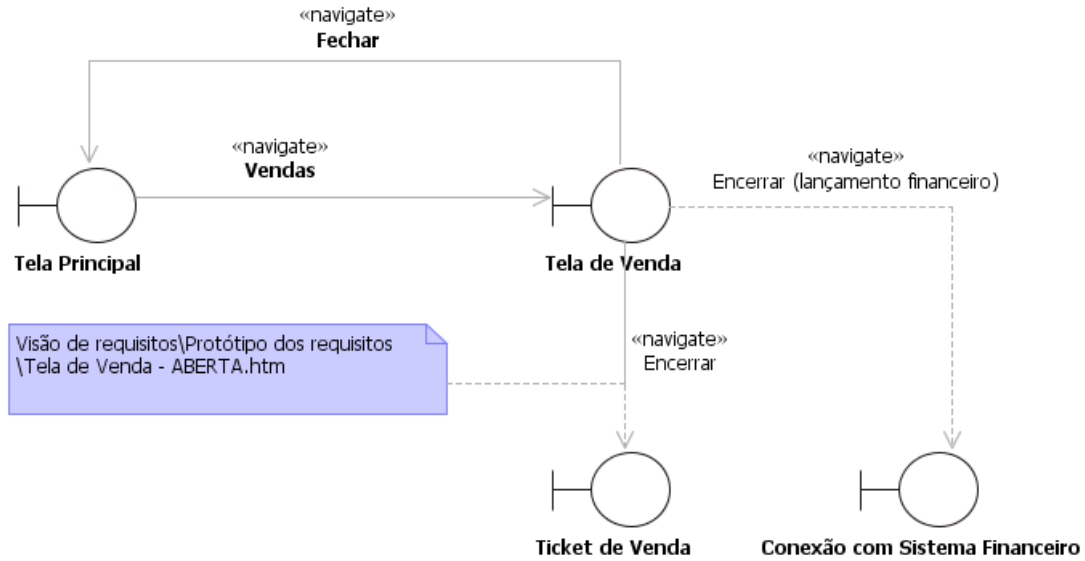 «navigate»
Fechar
«navigate»
Vendas
«navigate»
Encerrar (lançamento financeiro)
Tela Principal
Tela de Venda
Visão de requisitos\Protótipo dos requisitos
\Tela de Venda - ABERTA.htm
«navigate»
Encerrar
Ticket de Venda
Conexão com Sistema Financeiro